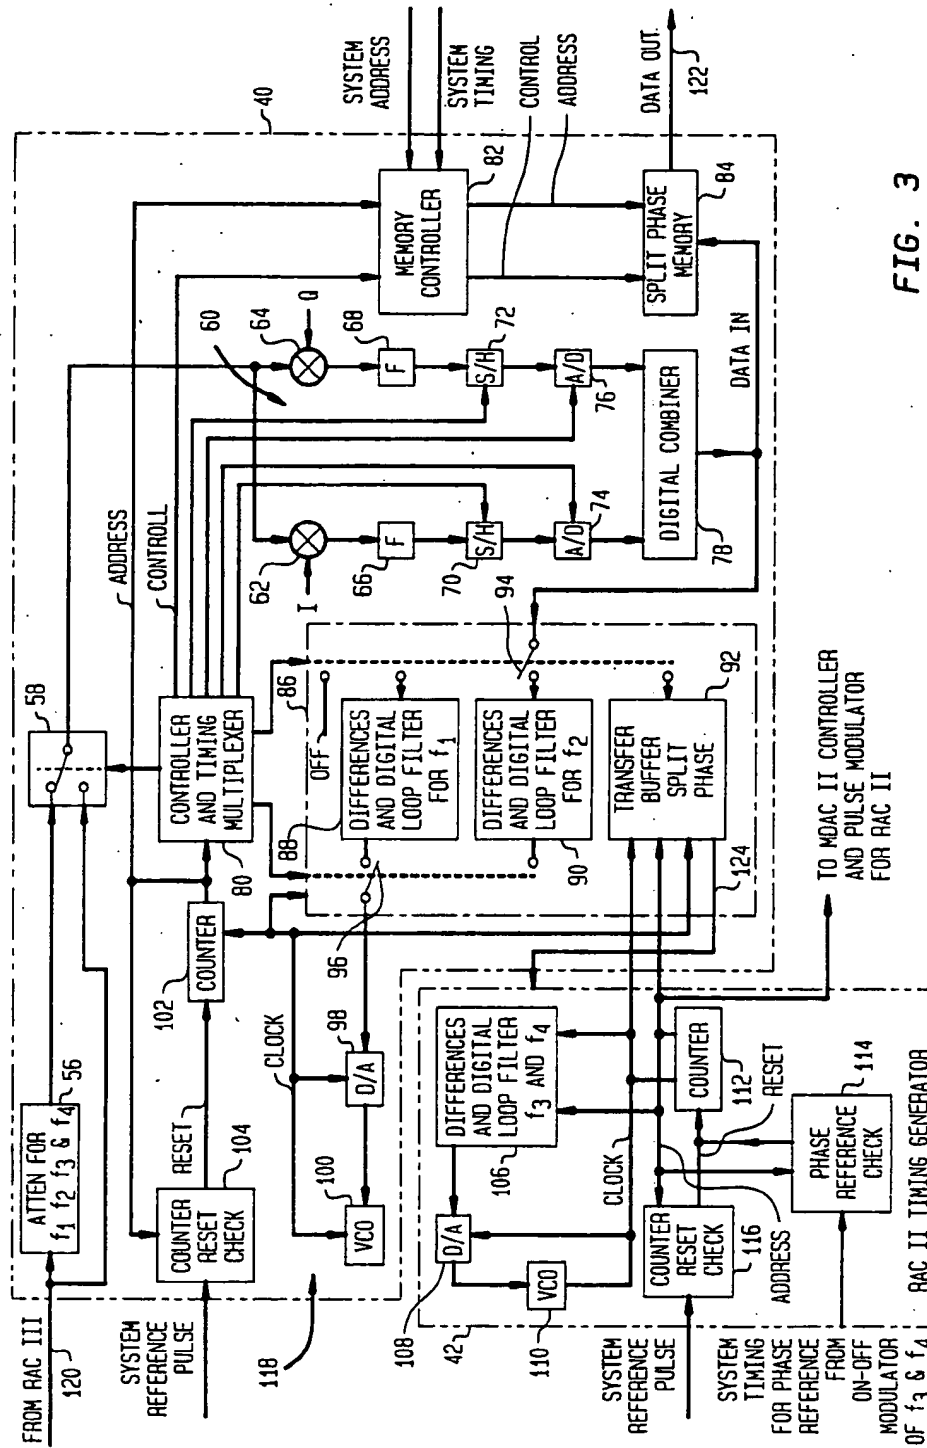 FROM RAC III
120
ATTEN FOR
f1 f2 f3 & f4
56
58
40
SYSTEM
ADDRESS
SYSTEM
TIMING
ADDRESS
CONTROLL
60
64
Q
62
I
MEMORY
CONTROLLER
82
CONTROL
ADDRESS
SYSTEM
REFERENCE
PULSE
COUNTER
RESET
CHECK
104
RESET
102
COUNTER
CONTROLLER
AND TIMING
MULTIPLEXER
80
66
F
68
F
70
S/H
72
S/H
74
A/D
76
A/D
DIGITAL COMBINER
78
SPLIT PHASE
MEMORY
84
DATA OUT
122
DATA IN
118
CLOCK
98
D/A
100
VCO
96
86
OFF
88
DIFFERENCES
AND DIGITAL
LOOP FILTER
FOR f1
94
DIFFERENCES
AND DIGITAL
LOOP FILTER
FOR f2
90
TRANSFER
BUFFER
SPLIT
PHASE
92
124
42
108
D/A
106
DIFFERENCES
AND DIGITAL
LOOP FILTER
f3 AND f4
110
VCO
CLOCK
SYSTEM
REFERENCE
PULSE
COUNTER
RESET
CHECK
116
ADDRESS
COUNTER
112
RESET
PHASE
REFERENCE
CHECK
114
SYSTEM
TIMING
FOR PHASE
REFERENCE
FROM
ON-OFF
MODULATOR
OF f3 & f4
RAC II TIMING GENERATOR
TO MDAC II CONTROLLER
AND PULSE MODULATOR
FOR RAC II
FIG. 3